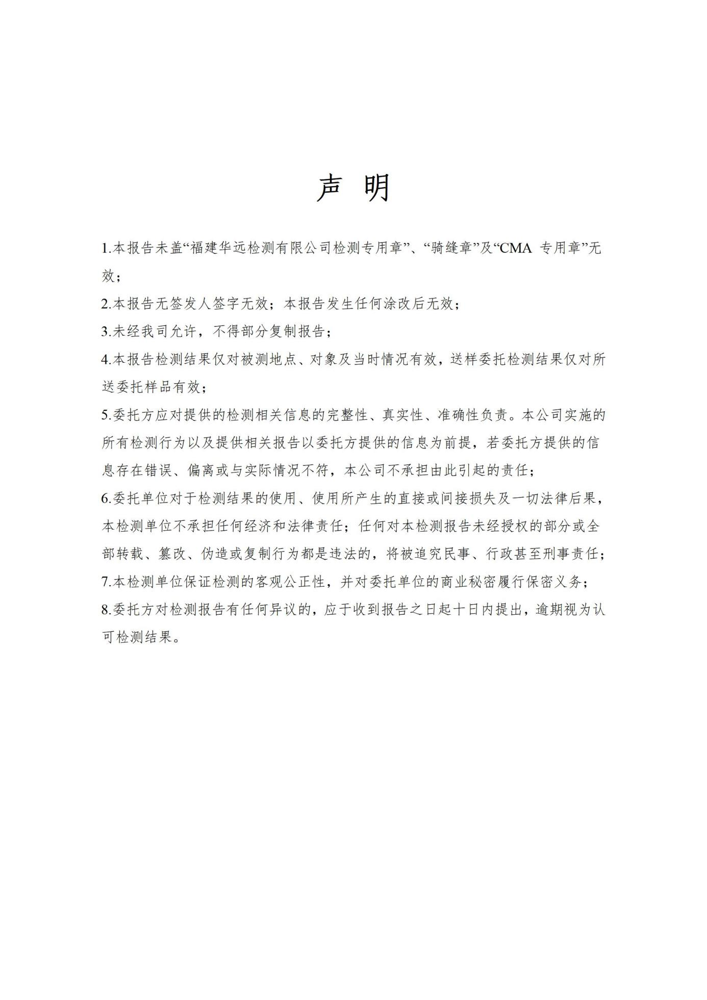 声 明
1.本报告未盖“福建华远检测有限公司检测专用章”、“骑缝章”及“CMA 专用章”无
效；
2.本报告无签发人签字无效；本报告发生任何涂改后无效；
3.未经我司允许，不得部分复制报告；
4.本报告检测结果仅对被测地点、对象及当时情况有效，送样委托检测结果仅对所
送委托样品有效；
5.委托方应对提供的检测相关信息的完整性、真实性、准确性负责。本公司实施的
所有检测行为以及提供相关报告以委托方提供的信息为前提，若委托方提供的信
息存在错误、偏离或与实际情况不符，本公司不承担由此引起的责任；
6.委托单位对于检测结果的使用、使用所产生的直接或间接损失及一切法律后果，
本检测单位不承担任何经济和法律责任；任何对本检测报告未经授权的部分或全
部转载、篡改、伪造或复制行为都是违法的，将被追究民事、行政甚至刑事责任；
7.本检测单位保证检测的客观公正性，并对委托单位的商业秘密履行保密义务；
8.委托方对检测报告有任何异议的，应于收到报告之日起十日内提出，逾期视为认
可检测结果。